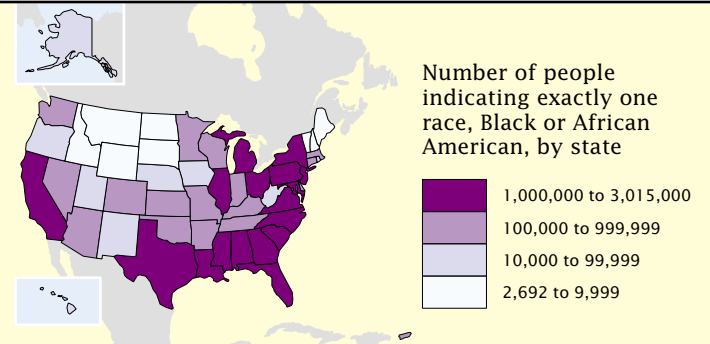 Number of people
indicating exactly one
race, Black or African
American, by state
1,000,000 to 3,015,000
100,000 to 999,999
10,000 to 99,999
2,692 to 9,999